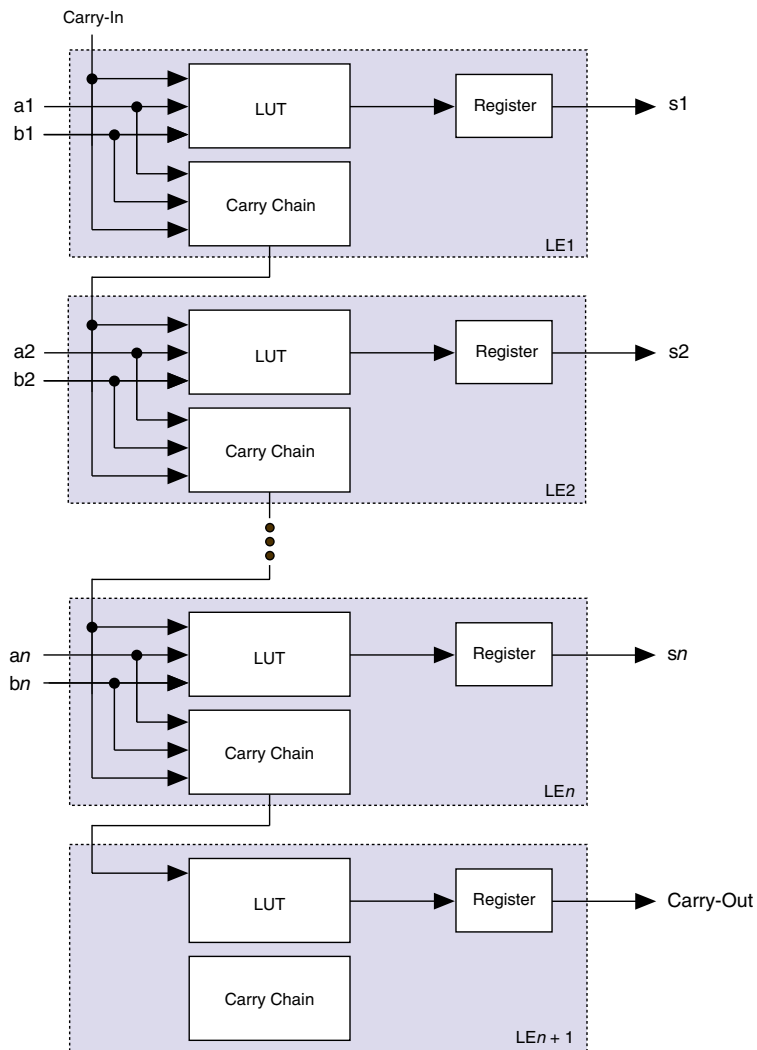 Carry-In
a1
b1
LUT
Register
s1
Carry Chain
LE1
a2
b2
LUT
Register
s2
Carry Chain
LE2
an
bn
LUT
Register
sn
Carry Chain
LEn
LUT
Register
Carry-Out
Carry Chain
LEn + 1